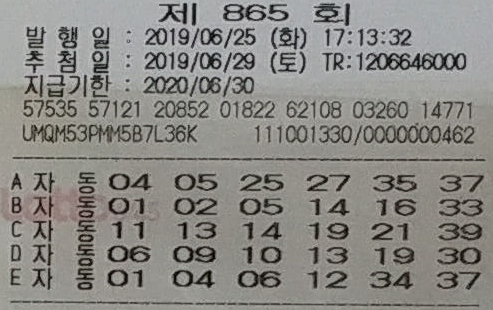 제 865 회
발 행 일 : 2019/06/25 (화) 17:13:32
추 첨 일 : 2019/06/29 (토) TR:1206646000
지급기한 : 2020/06/30
57535 57121 20852 01822 62108 03260 14771
UMQM53PMM5B7L36K 111001330/0000000462
A 자 동 04 05 25 27 35 37
B 자 동 01 02 05 14 16 33
C 자 동 11 13 14 19 21 39
D 자 동 06 09 10 13 19 30
E 자 동 01 04 06 12 34 37